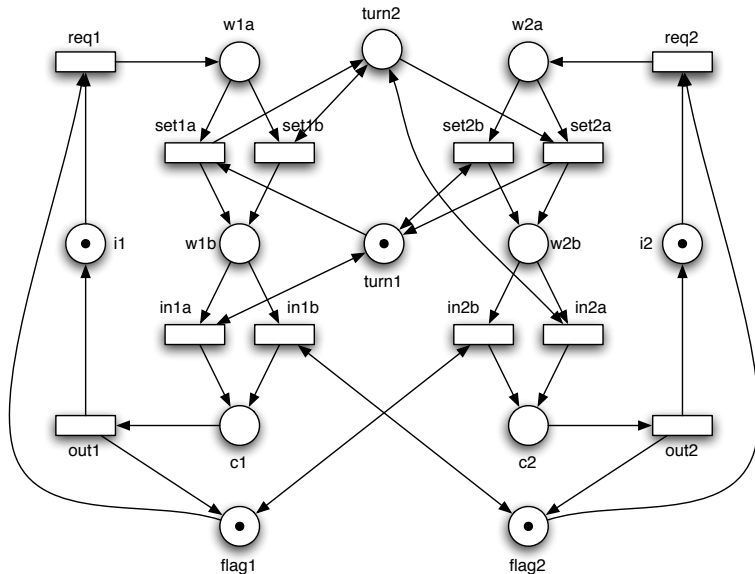 turn2
w1a
w2a
req1
req2
set1a
set1b
set2b
set2a
w1b
w2b
i1
i2
turn1
in1a
in1b
in2b
in2a
out1
c1
c2
out2
flag1
flag2